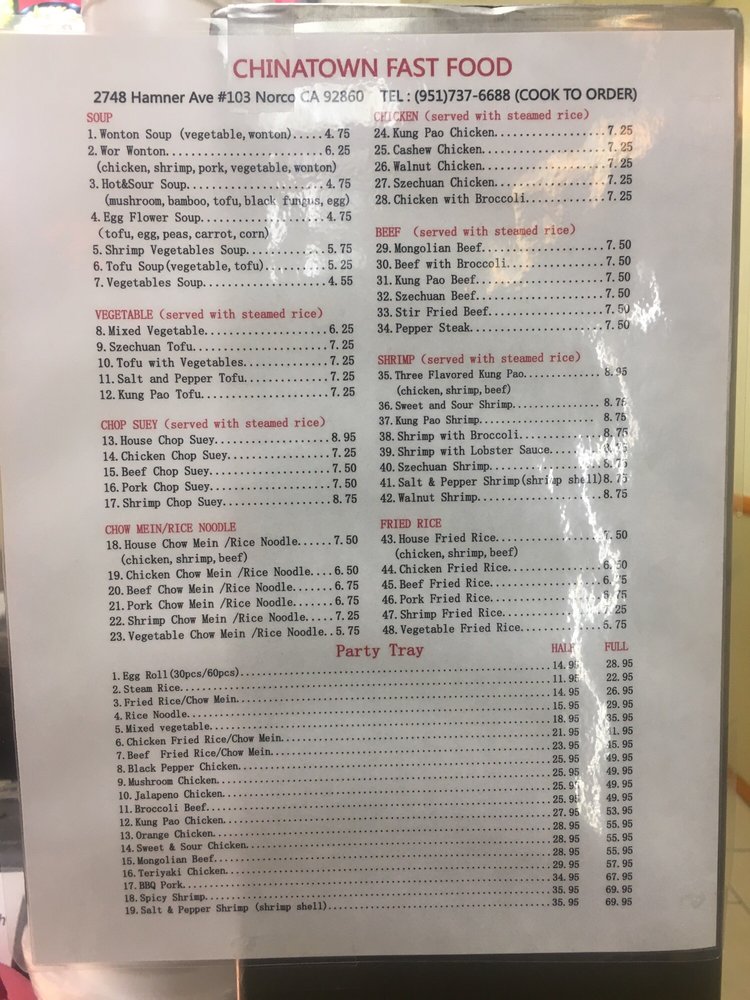 CHINATOWN FAST FOOD
2748 Hamner Ave #103 Norco CA 92860 TEL : (951)737-6688 (COOK TO ORDER)
SOUP
1. Wonton Soup (vegetable, wonton).....4.75
2. Wor Wonton.....6.25
(chicken, shrimp, pork, vegetable, wonton)
3. Hot&Sour Soup.....4.75
(mushroom, bamboo, tofu, black fungus, egg)
4. Egg Flower Soup.....4.75
(tofu, egg, peas, carrot, corn)
5. Shrimp Vegetables Soup.....5.75
6. Tofu Soup(vegetable, tofu).....5.25
7. Vegetables Soup.....4.55
VEGETABLE (served with steamed rice)
8. Mixed Vegetable.....6.25
9. Szechuan Tofu.....7.25
10. Tofu with Vegetables.....7.25
11. Salt and Pepper Tofu.....7.25
12. Kung Pao Tofu.....7.25
CHOP SUEY (served with steamed rice)
13. House Chop Suey.....8.95
14. Chicken Chop Suey.....7.25
15. Beef Chop Suey.....7.50
16. Pork Chop Suey.....7.50
17. Shrimp Chop Suey.....8.75
CHOW MEIN/RICE NOODLE
18. House Chow Mein /Rice Noodle......7.50
(chicken, shrimp, beef)
19. Chicken Chow Mein /Rice Noodle....6.50
20. Beef Chow Mein /Rice Noodle.....6.75
21. Pork Chow Mein /Rice Noodle.....6.75
22. Shrimp Chow Mein /Rice Noodle.....7.25
23. Vegetable Chow Mein /Rice Noodle..5.75
CHICKEN (served with steamed rice)
24. Kung Pao Chicken.....7.25
25. Cashew Chicken.....7.25
26. Walnut Chicken.....7.25
27. Szechuan Chicken.....7.25
28. Chicken with Broccoli.....7.25
BEEF (served with steamed rice)
29. Mongolian Beef.....7.50
30. Beef with Broccoli.....7.50
31. Kung Pao Beef.....7.50
32. Szechuan Beef.....7.50
33. Stir Fried Beef.....7.50
34. Pepper Steak.....7.50
SHRIMP (served with steamed rice)
35. Three Flavored Kung Pao.....8.95
(chicken, shrimp, beef)
36. Sweet and Sour Shrimp.....8.75
37. Kung Pao Shrimp.....8.75
38. Shrimp with Broccoli.....8.75
39. Shrimp with Lobster Sauce.....
40. Szechuan Shrimp.....8.75
41. Salt & Pepper Shrimp(shrimp shell)8.75
42. Walnut Shrimp.....8.75
FRIED RICE
43. House Fried Rice.....7.50
(chicken, shrimp, beef)
44. Chicken Fried Rice.....6.50
45. Beef Fried Rice.....6.75
46. Pork Fried Rice.....
47. Shrimp Fried Rice.....7.25
48. Vegetable Fried Rice.....5.75
Party Tray HALF FULL
1. Egg Roll(30pcs/60pcs).....14.95 28.95
2. Steam Rice.....11.95 22.95
3. Fried Rice/Chow Mein.....14.95 26.95
4. Rice Noodle.....15.95 29.95
5. Mixed vegetable.....18.95 35.95
6. Chicken Fried Rice/Chow Mein.....21.95
7. Beef Fried Rice/Chow Mein.....23.95 45.95
8. Black Pepper Chicken.....25.95 49.95
9. Mushroom Chicken.....25.95 49.95
10. Jalapeno Chicken.....25.95 49.95
11. Broccoli Beef.....25.95 49.95
12. Kung Pao Chicken.....27.95 53.95
13. Orange Chicken.....28.95 55.95
14. Sweet & Sour Chicken.....28.95 55.95
15. Mongolian Beef.....28.95 55.95
16. Teriyaki Chicken.....29.95 57.95
17. BBQ Pork.....34.95 67.95
18. Spicy Shrimp.....35.95 69.95
19. Salt & Pepper Shrimp (shrimp shell).....35.95 69.95